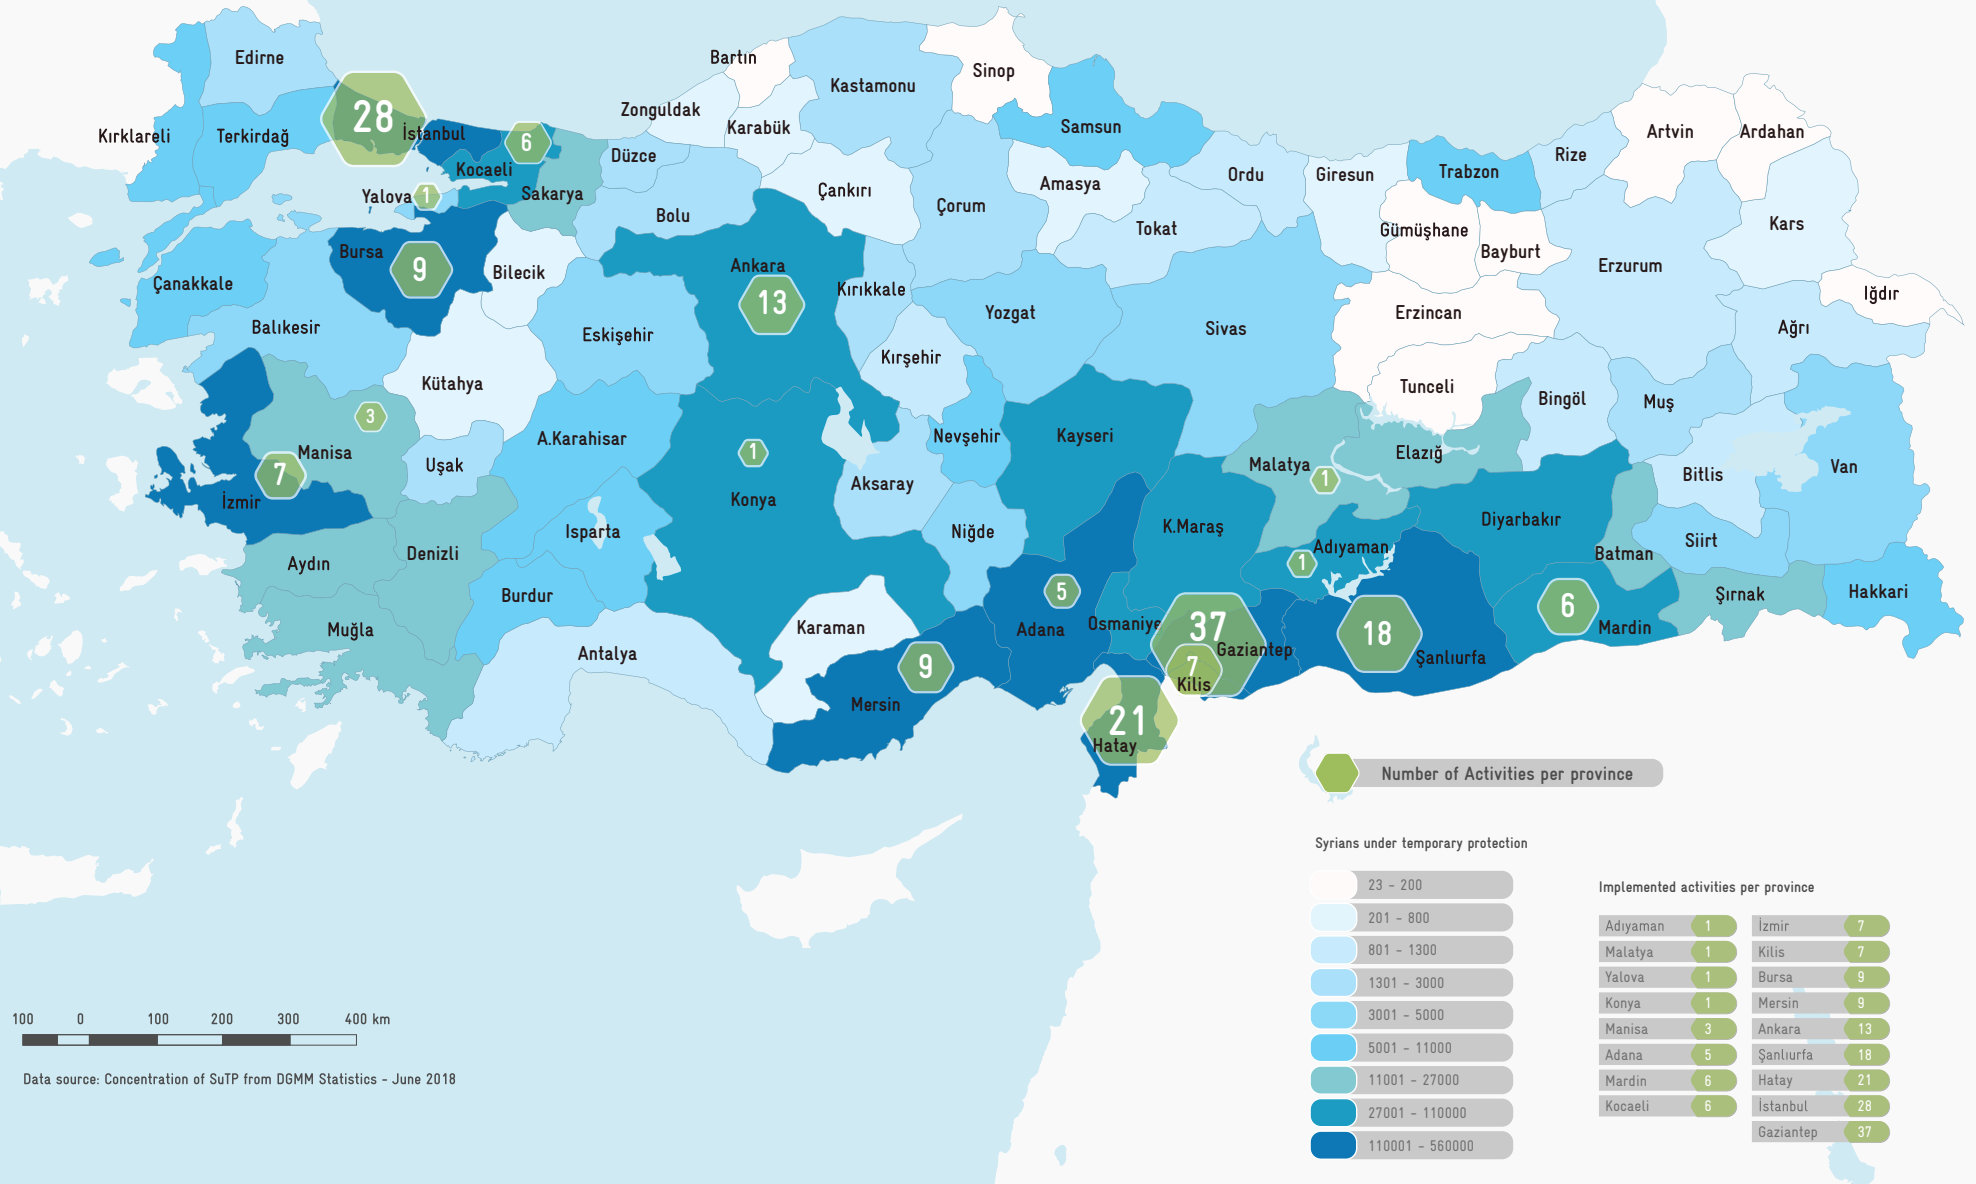 Edirne
Kırklareli
Terkirdağ
28
İstanbul
6
Kocaeli
Yalova
1
Sakarya
Düzce
Zonguldak
Bartın
Karabük
Kastamonu
Sinop
Samsun
Bolu
Çankırı
Çorum
Amasya
Tokat
Ordu
Giresun
Trabzon
Rize
Artvin
Ardahan
Kars
Gümüşhane
Bayburt
Erzurum
Iğdır
Ağrı
Erzincan
Tunceli
Bingöl
Muş
Bitlis
Van
Çanakkale
Balıkesir
Bursa
9
Bilecik
Eskişehir
Ankara
13
Kırıkkale
Kırşehir
Yozgat
Sivas
Kütahya
Manisa
3
7
İzmir
Uşak
A.Karahisar
1
Konya
Aksaray
Nevşehir
Kayseri
Niğde
Malatya
1
Elazığ
K.Maraş
Adıyaman
1
Diyarbakır
Batman
Siirt
Şırnak
Hakkari
6
Mardin
18
Şanlıurfa
Aydın
Denizli
Muğla
Isparta
Burdur
Antalya
Karaman
9
Mersin
5
Adana
Osmaniye
37
Gaziantep
7
Kilis
21
Hatay
Number of Activities per province
Syrians under temporary protection
23 - 200
201 - 800
801 - 1300
1301 - 3000
3001 - 5000
5001 - 11000
11001 - 27000
27001 - 110000
110001 - 560000
Implemented activities per province
Adıyaman 1
Malatya 1
Yalova 1
Konya 1
Manisa 3
Adana 5
Mardin 6
Kocaeli 6
İzmir 7
Kilis 7
Bursa 9
Mersin 9
Ankara 13
Şanlıurfa 18
Hatay 21
İstanbul 28
Gaziantep 37
100 0 100 200 300 400 km
Data source: Concentration of SuTP from DGMM Statistics - June 2018